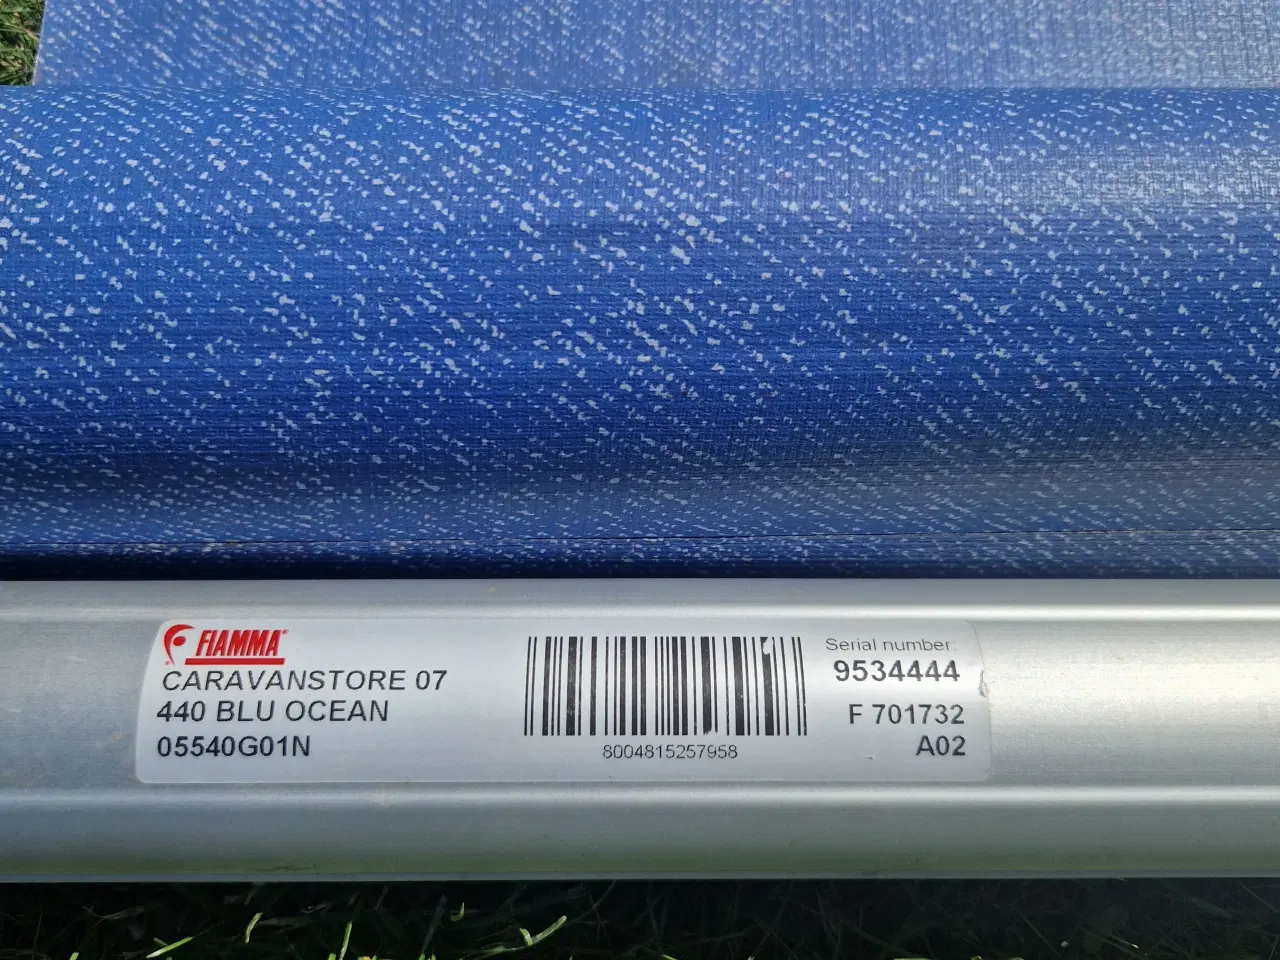 FIAMMA
CARAVANSTORE 07
440 BLU OCEAN
05540G01N
8004815257958
Serial number:
9534444
F 701732
A02